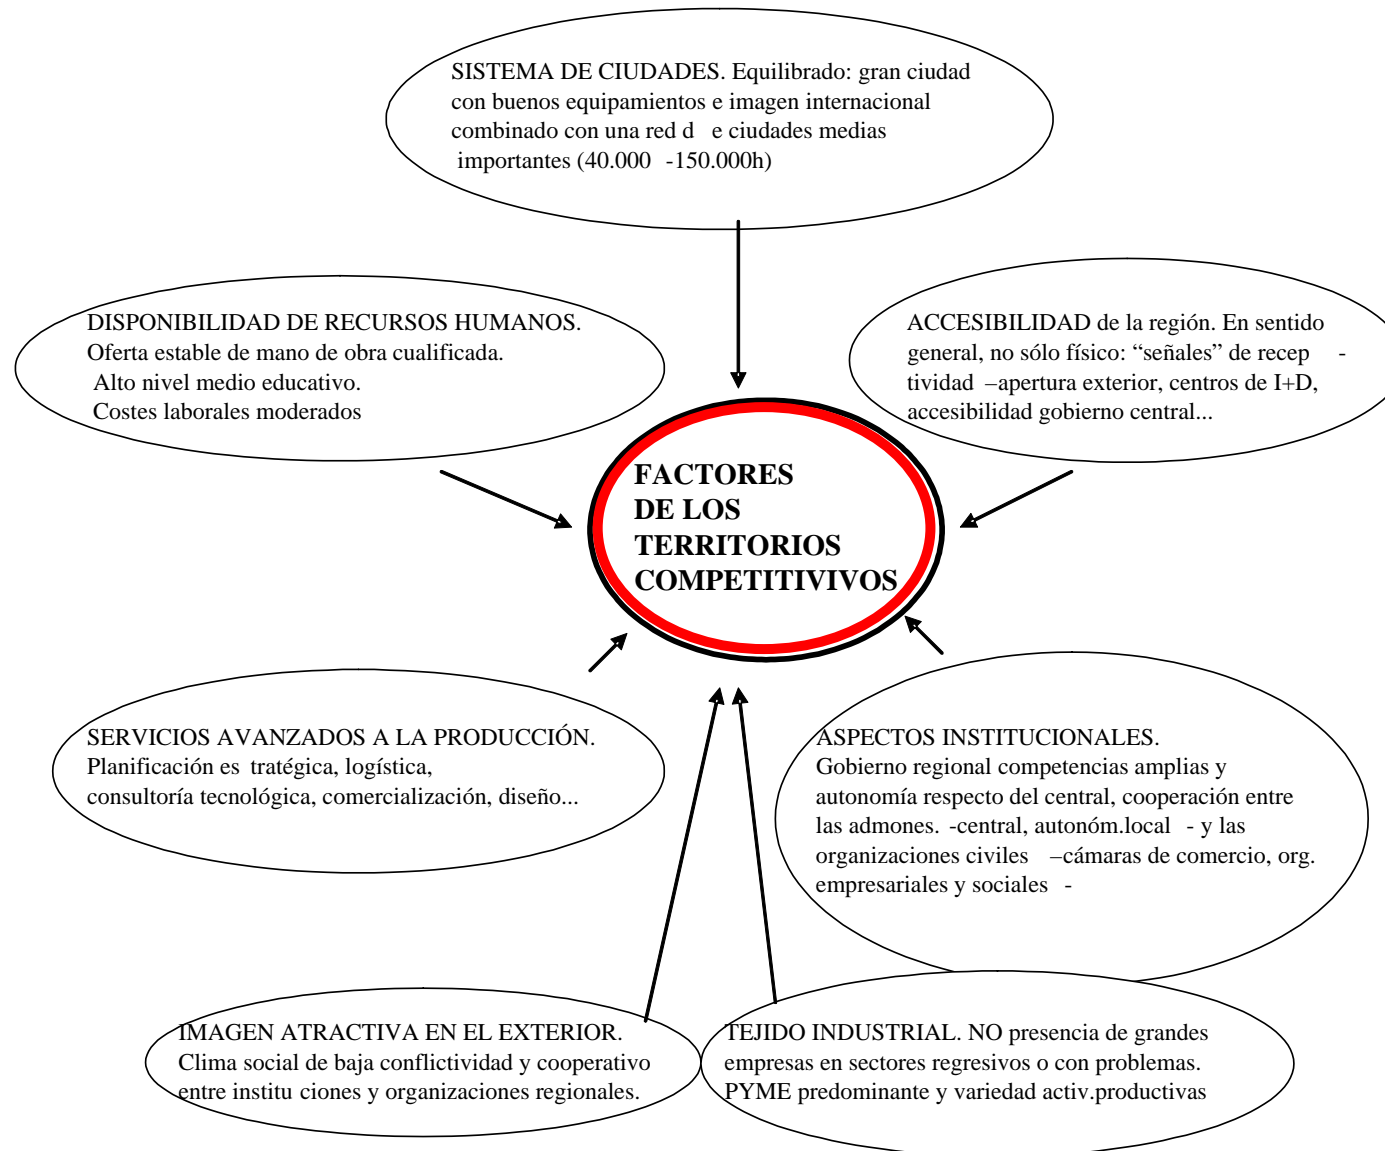 SISTEMA DE CIUDADES. Equilibrado: gran ciudad
con buenos equipamientos e imagen internacional
combinado con una red d e ciudades medias
importantes (40.000 -150.000h)
DISPONIBILIDAD DE RECURSOS HUMANOS.
Oferta estable de mano de obra cualificada.
Alto nivel medio educativo.
Costes laborales moderados
ACCESIBILIDAD de la región. En sentido
general, no sólo físico: “señales” de recep -
tividad –apertura exterior, centros de I+D,
accesibilidad gobierno central...
FACTORES
DE LOS
TERRITORIOS
COMPETITIVIVOS
SERVICIOS AVANZADOS A LA PRODUCCIÓN.
Planificación es tratégica, logística,
consultoría tecnológica, comercialización, diseño...
ASPECTOS INSTITUCIONALES.
Gobierno regional competencias amplias y
autonomía respecto del central, cooperación entre
las admones. -central, autonóm.local - y las
organizaciones civiles –cámaras de comercio, org.
empresariales y sociales -
IMAGEN ATRACTIVA EN EL EXTERIOR.
Clima social de baja conflictividad y cooperativo
entre institu ciones y organizaciones regionales.
TEJIDO INDUSTRIAL. NO presencia de grandes
empresas en sectores regresivos o con problemas.
PYME predominante y variedad activ.productivas